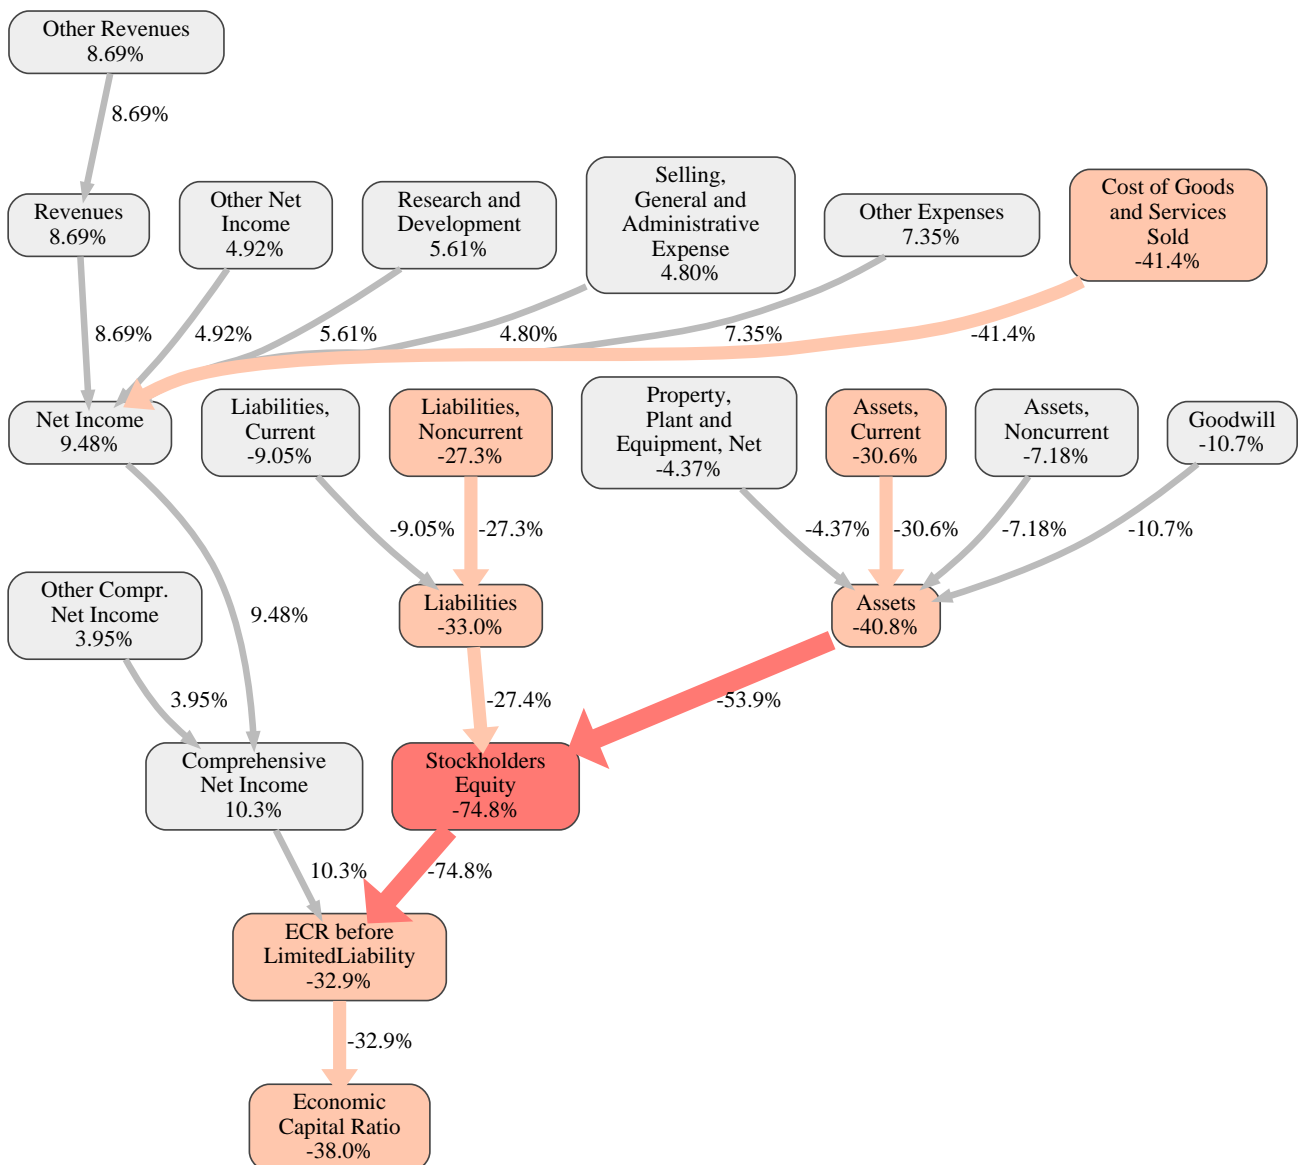 Other Revenues
8.69%
8.69%
Revenues
8.69%
Other Net
Income
4.92%
Research and
Development
5.61%
Selling,
General and
Administrative
Expense
4.80%
Other Expenses
7.35%
Cost of Goods
and Services
Sold
-41.4%
8.69%
4.92%
5.61%
4.80%
7.35%
-41.4%
Net Income
9.48%
Liabilities,
Current
-9.05%
Liabilities,
Noncurrent
-27.3%
Property,
Plant and
Equipment, Net
-4.37%
Assets,
Current
-30.6%
Assets,
Noncurrent
-7.18%
Goodwill
-10.7%
-9.05%
-27.3%
-4.37%
-30.6%
-7.18%
-10.7%
Other Compr.
Net Income
3.95%
9.48%
Liabilities
-33.0%
Assets
-40.8%
3.95%
-27.4%
-53.9%
Comprehensive
Net Income
10.3%
Stockholders
Equity
-74.8%
10.3%
-74.8%
ECR before
LimitedLiability
-32.9%
-32.9%
Economic
Capital Ratio
-38.0%